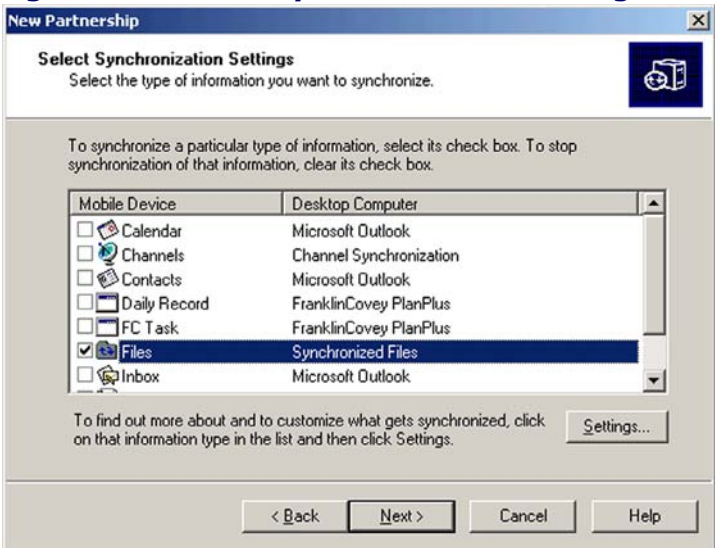 New Partnership
Select Synchronization Settings
Select the type of information you want to synchronize.
To synchronize a particular type of information, select its check box. To stop
synchronization of that information, clear its check box.
Mobile Device Desktop Computer
Calendar Microsoft Outlook
Channels Channel Synchronization
Contacts Microsoft Outlook
Daily Record FranklinCovey PlanPlus
FC Task FranklinCovey PlanPlus
Files Synchronized Files
Inbox Microsoft Outlook
To find out more about and to customize what gets synchronized, click
on that information type in the list and then click Settings.
Settings...
< Back Next > Cancel Help